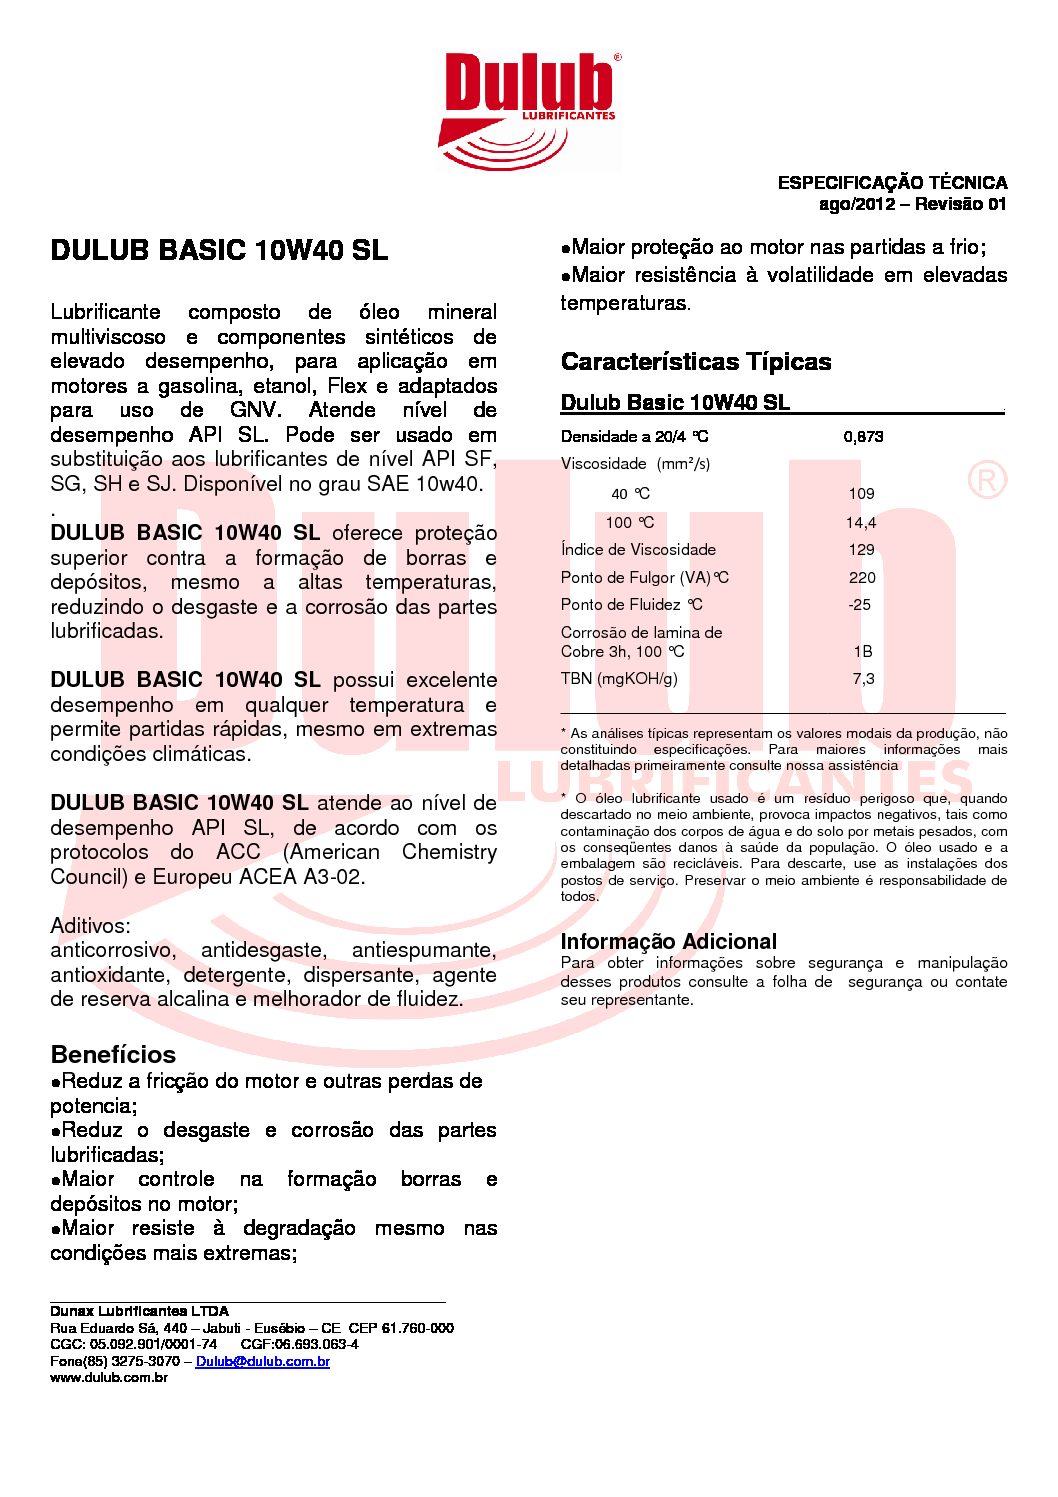 Dulub®
LUBRIFICANTES
ESPECIFICAÇÃO TÉCNICA
ago/2012 – Revisão 01
DULUB BASIC 10W40 SL
Lubrificante composto de óleo mineral
multiviscoso e componentes sintéticos de
elevado desempenho, para aplicação em
motores a gasolina, etanol, Flex e adaptados
para uso de GNV. Atende nível de
desempenho API SL. Pode ser usado em
substituição aos lubrificantes de nível API SF,
SG, SH e SJ. Disponível no grau SAE 10w40.
.
DULUB BASIC 10W40 SL oferece proteção
superior contra a formação de borras e
depósitos, mesmo a altas temperaturas,
reduzindo o desgaste e a corrosão das partes
lubrificadas.
DULUB BASIC 10W40 SL possui excelente
desempenho em qualquer temperatura e
permite partidas rápidas, mesmo em extremas
condições climáticas.
DULUB BASIC 10W40 SL atende ao nível de
desempenho API SL, de acordo com os
protocolos do ACC (American Chemistry
Council) e Europeu ACEA A3-02.
Aditivos:
anticorrosivo, antidesgaste, antiespumante,
antioxidante, detergente, dispersante, agente
de reserva alcalina e melhorador de fluidez.
Benefícios
●Reduz a fricção do motor e outras perdas de
potencia;
●Reduz o desgaste e corrosão das partes
lubrificadas;
●Maior controle na formação borras e
depósitos no motor;
●Maior resiste à degradação mesmo nas
condições mais extremas;
●Maior proteção ao motor nas partidas a frio;
●Maior resistência à volatilidade em elevadas
temperaturas.
Características Típicas
Dulub Basic 10W40 SL
Densidade a 20/4 °C 0,873
Viscosidade (mm²/s)
40 °C 109
100 °C 14,4
Índice de Viscosidade 129
Ponto de Fulgor (VA)°C 220
Ponto de Fluidez °C -25
Corrosão de lamina de
Cobre 3h, 100 °C 1B
TBN (mgKOH/g) 7,3
* As análises típicas representam os valores modais da produção, não
constituindo especificações. Para maiores informações mais
detalhadas primeiramente consulte nossa assistência
* O óleo lubrificante usado é um resíduo perigoso que, quando
descartado no meio ambiente, provoca impactos negativos, tais como
contaminação dos corpos de água e do solo por metais pesados, com
os conseqüentes danos à saúde da população. O óleo usado e a
embalagem são recicláveis. Para descarte, use as instalações dos
postos de serviço. Preservar o meio ambiente é responsabilidade de
todos.
Informação Adicional
Para obter informações sobre segurança e manipulação
desses produtos consulte a folha de segurança ou contate
seu representante.
Dulub®
LUBRIFICANTES
Dunax Lubrificantes LTDA
Rua Eduardo Sá, 440 – Jabuti - Eusébio – CE CEP 61.760-000
CGC: 05.092.901/0001-74 CGF:06.693.063-4
Fone(85) 3275-3070 – Dulub@dulub.com.br
www.dulub.com.br